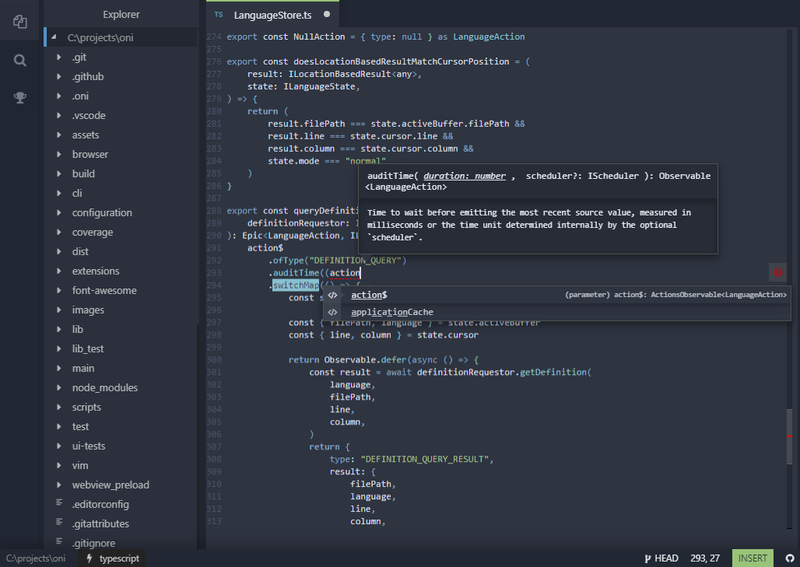 Explorer
C:\projects\oni
.git
.github
.oni
.vscode
assets
browser
build
cli
configuration
coverage
dist
extensions
font-awesome
images
lib
lib_test
main
node_modules
scripts
test
ui-tests
vim
webview_preload
.editorconfig
.gitattributes
.gitignore
TS LanguageStore.ts
274 export const NullAction = { type: null } as LanguageAction
275
276 export const doesLocationBasedResultMatchCursorPosition = (
277 result: ILocationBasedResult<any>,
278 state: ILanguageState,
279 ) => {
280 return (
281 result.filePath === state.activeBuffer.filePath &&
282 result.line === state.cursor.line &&
283 result.column === state.cursor.column &&
284 state.mode === "normal"
285 )
286 }
287
288 export const queryDefiniti
289 definitionRequestor: I
290 ): Epic<LanguageAction, IL
291 action$
292 .ofType("DEFINITION_QUERY")
293 .auditTime((action
294 .switchMap(() => {
295 const s
296
297 const { filePath, language } = state.activeBuffer
298 const { line, column } = state.cursor
299
300 return Observable.defer(async () => {
301 const result = await definitionRequestor.getDefinition(
302 language,
303 filePath,
304 line,
305 column,
306 )
307 return {
308 type: "DEFINITION_QUERY_RESULT",
309 result: {
310 filePath,
311 language,
312 line,
313 column,
auditTime( duration: number , scheduler?: IScheduler ): Observable
<LanguageAction>
Time to wait before emitting the most recent source value, measured in
milliseconds or the time unit determined internally by the optional
`scheduler`.
</> action$ (parameter) action$: ActionsObservable<LanguageAction>
</> applicationCache
C:\projects\oni typescript HEAD 293, 27 INSERT